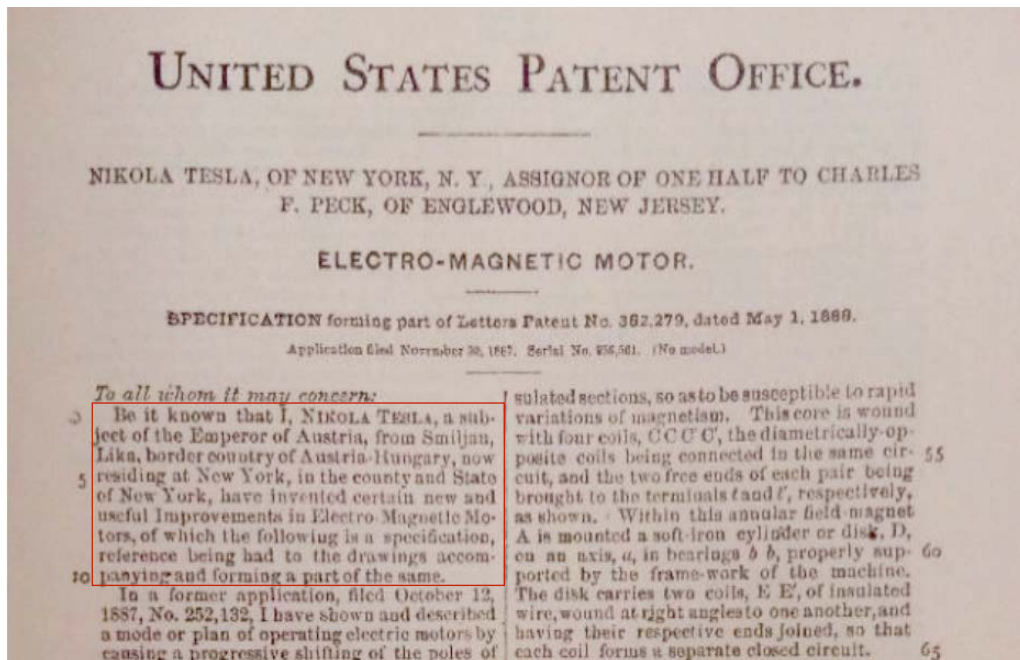 UNITED STATES PATENT OFFICE.
NIKOLA TESLA, OF NEW YORK, N. Y., ASSIGNOR OF ONE HALF TO CHARLES
F. PECK, OF ENGLEWOOD, NEW JERSEY.
ELECTRO-MAGNETIC MOTOR.
SPECIFICATION forming part of Letters Patent No. 382,279, dated May 1, 1888.
Application filed November 30, 1887. Serial No. 256,561. (No model.)
To all whom it may concern:
Be it known that I, NIKOLA TESLA, a sub-
ject of the Emperor of Austria, from Smiljan,
Lika, border country of Austria-Hungary, now
5 residing at New York, in the county and State
of New York, have invented certain new and
useful Improvements in Electro-Magnetic Mo-
tors, of which the following is a specification,
reference being had to the drawings accom-
10 panying and forming a part of the same.
In a former application, filed October 12,
1887, No. 252,132, I have shown and described
a mode or plan of operating electric motors by
causing a progressive shifting of the poles of
sulated sections, so as to be susceptible to rapid
variations of magnetism. This core is wound
with four coils, C C C' C', the diametrically-op-
posite coils being connected in the same cir- 55
cuit, and the two free ends of each pair being
brought to the terminals t and t', respectively,
as shown. Within this annular field-magnet
A is mounted a soft-iron cylinder or disk, D,
on an axis, a, in bearings b b, properly sup- 60
ported by the frame-work of the machine.
The disk carries two coils, E E', of insulated
wire, wound at right angles to one another, and
having their respective ends joined, so that
each coil forms a separate closed circuit. 65